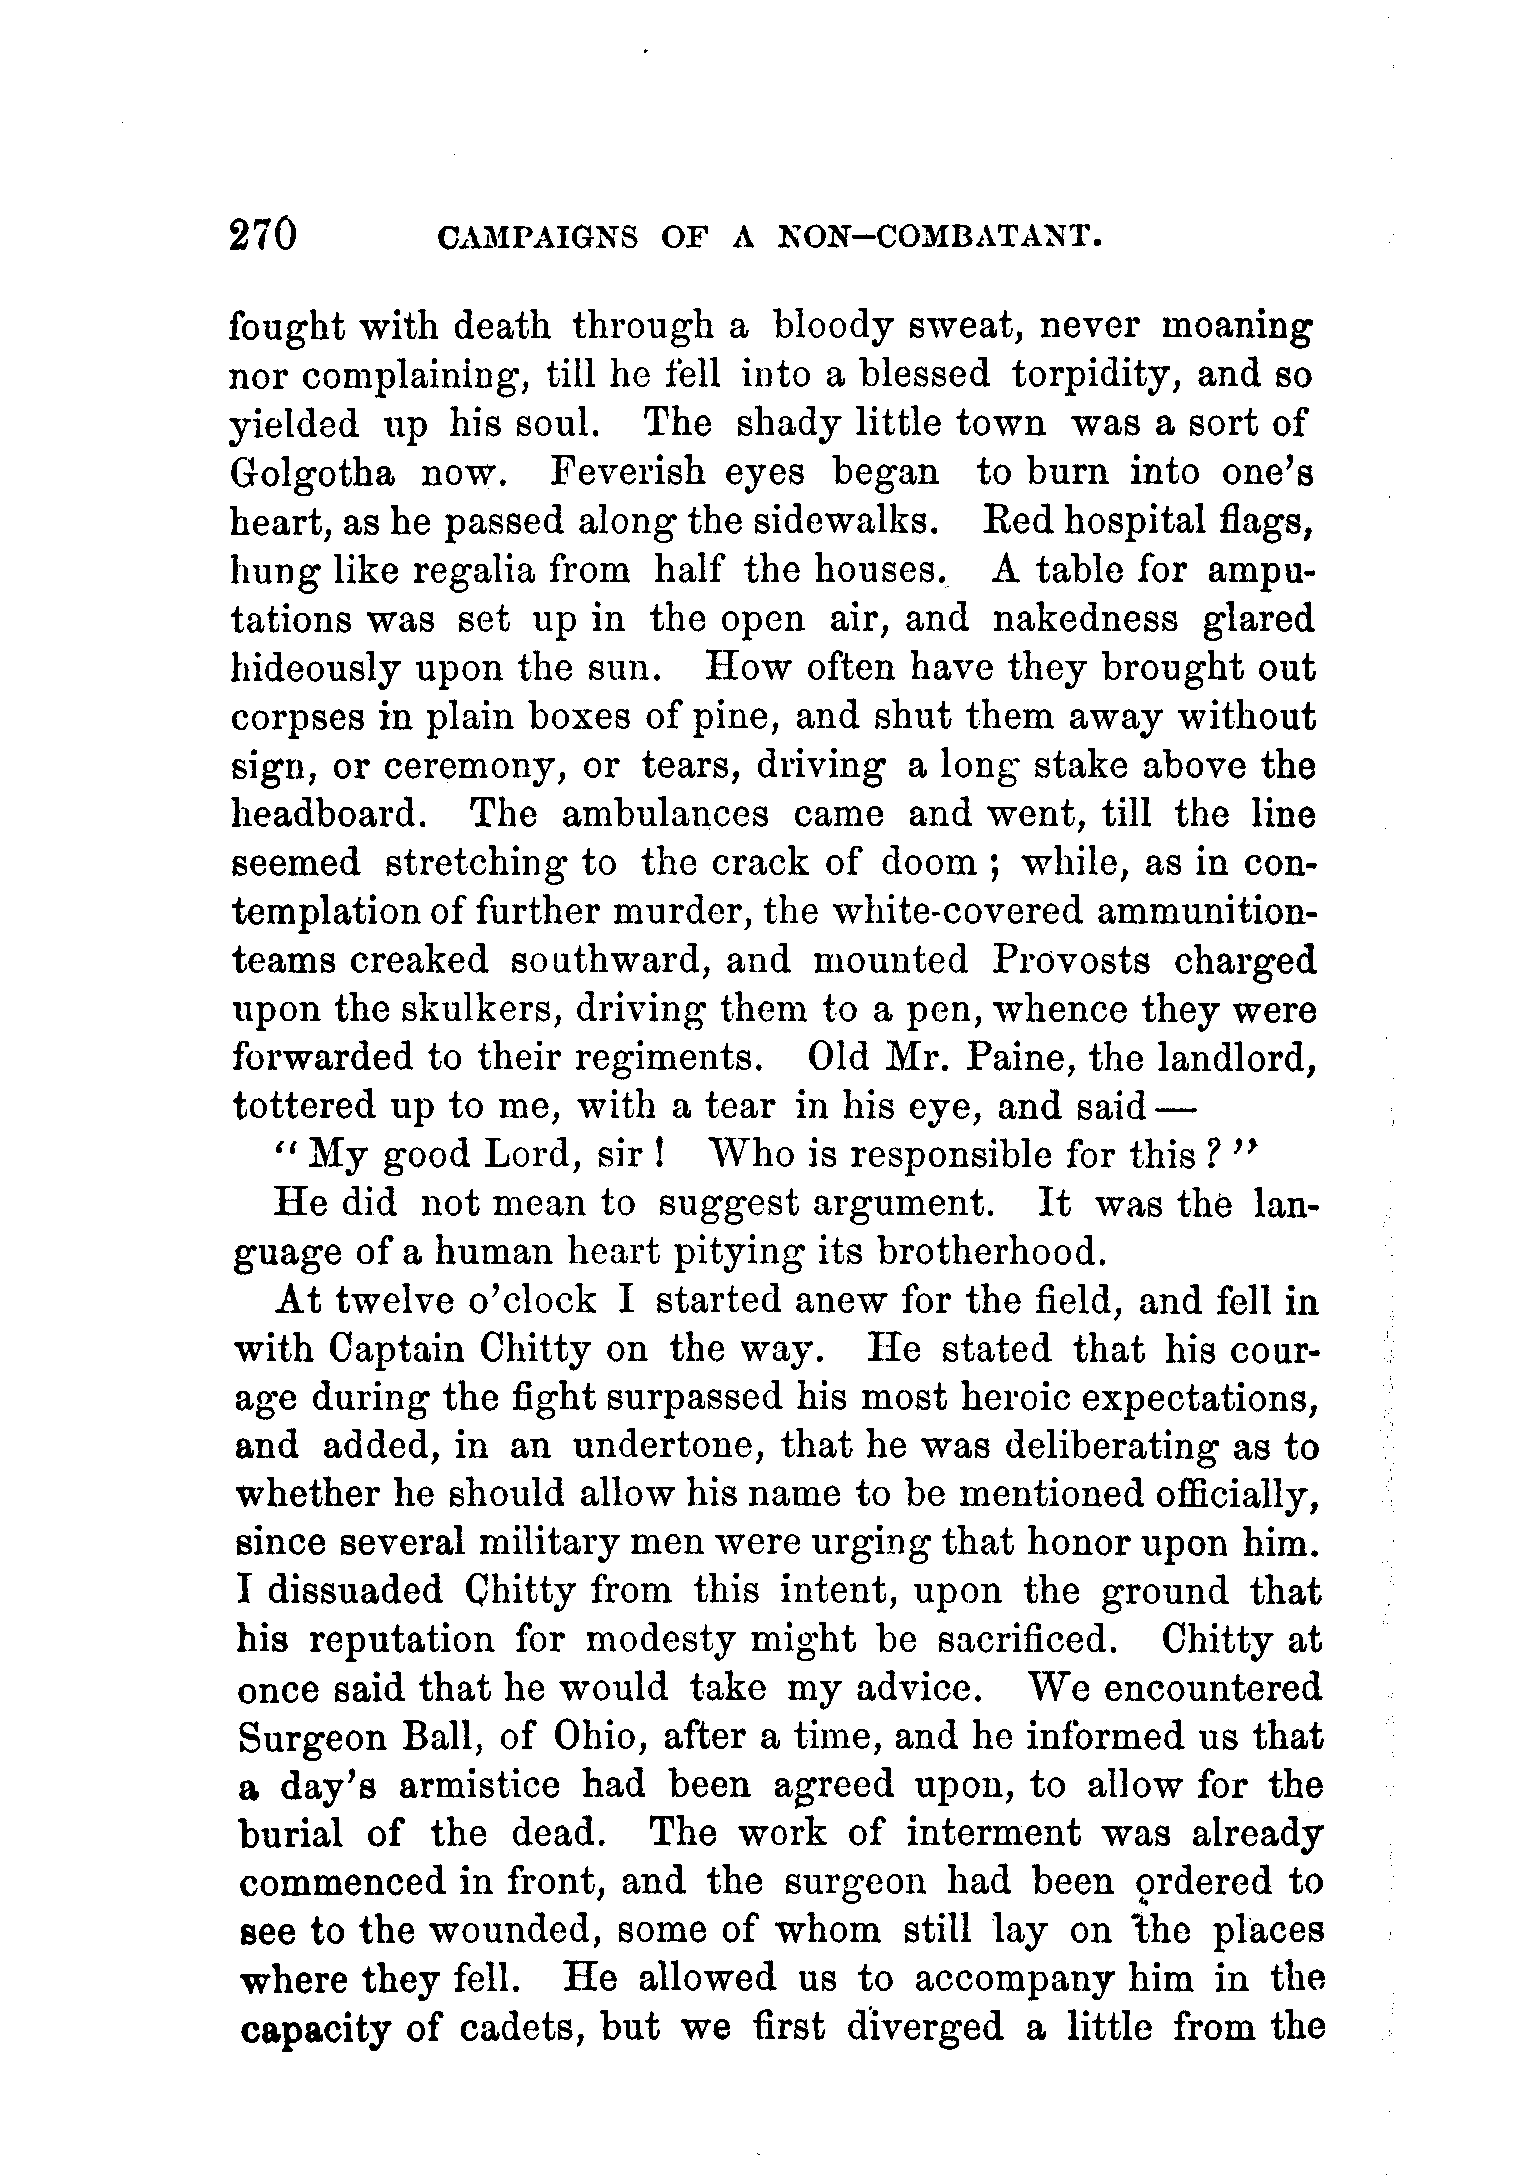 270 CAMPAIGNS OF A NON-COMBATANT.
fought with death through a bloody sweat, never moaning
nor complaining, till he fell into a blessed torpidity, and so
yielded up his soul. The shady little town was a sort of
Golgotha now. Feverish eyes began to burn into one's
heart, as he passed along the sidewalks. Red hospital flags,
hung like regalia from half the houses. A table for ampu-
tations was set up in the open air, and nakedness glared
hideously upon the sun. How often have they brought out
corpses in plain boxes of pine, and shut them away without
sign, or ceremony, or tears, driving a long stake above the
headboard. The ambulances came and went, till the line
seemed stretching to the crack of doom; while, as in con-
templation of further murder, the white-covered ammunition-
teams creaked southward, and mounted Provosts charged
upon the skulkers, driving them to a pen, whence they were
forwarded to their regiments. Old Mr. Paine, the landlord,
tottered up to me, with a tear in his eye, and said —
"My good Lord, sir! Who is responsible for this?"
He did not mean to suggest argument. It was the lan-
guage of a human heart pitying its brotherhood.
At twelve o'clock I started anew for the field, and fell in
with Captain Chitty on the way. He stated that his cour-
age during the fight surpassed his most heroic expectations,
and added, in an undertone, that he was deliberating as to
whether he should allow his name to be mentioned officially,
since several military men were urging that honor upon him.
I dissuaded Chitty from this intent, upon the ground that
his reputation for modesty might be sacrificed. Chitty at
once said that he would take my advice. We encountered
Surgeon Ball, of Ohio, after a time, and he informed us that
a day's armistice had been agreed upon, to allow for the
burial of the dead. The work of interment was already
commenced in front, and the surgeon had been ordered to
see to the wounded, some of whom still lay on the places
where they fell. He allowed us to accompany him in the
capacity of cadets, but we first diverged a little from the